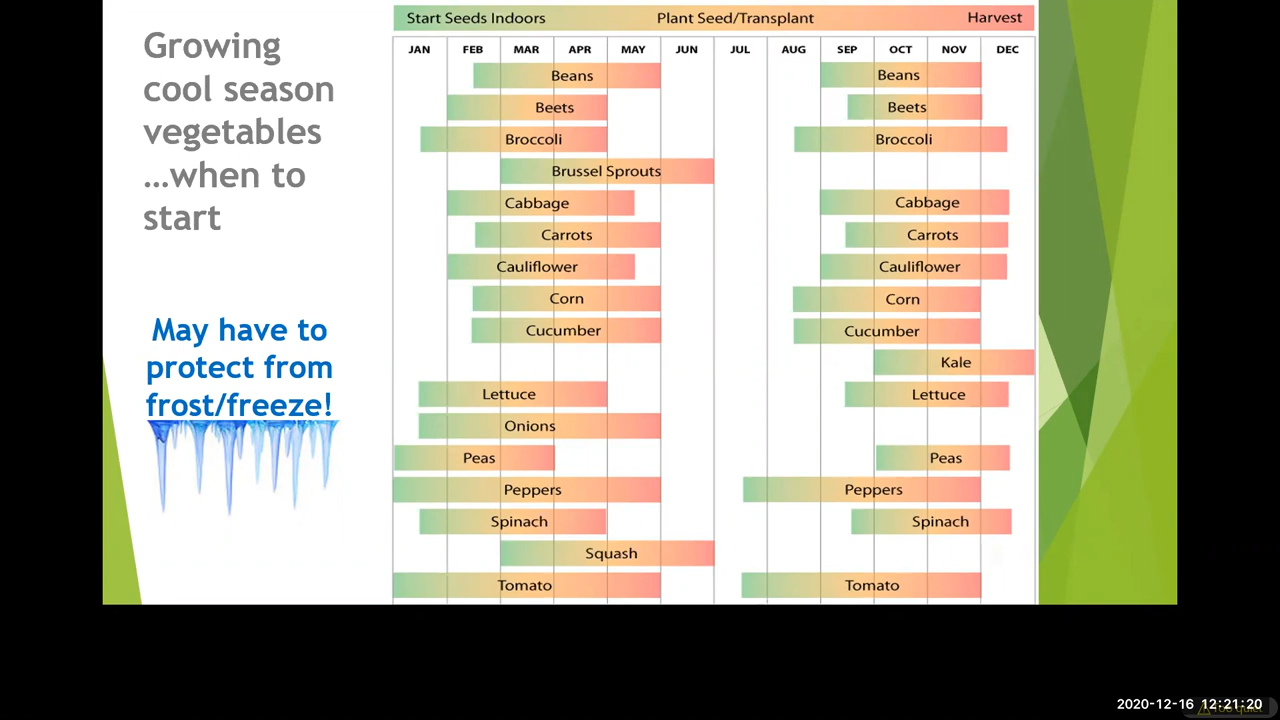 Growing
cool season
vegetables
...when to
start
May have to
protect from
frost/freeze!
Start Seeds Indoors Plant Seed/Transplant Harvest
JAN FEB MAR APR MAY JUN JUL AUG SEP OCT NOV DEC
Beans Beans
Beets Beets
Broccoli Broccoli
Brussel Sprouts
Cabbage Cabbage
Carrots Carrots
Cauliflower Cauliflower
Corn Corn
Cucumber Cucumber
Kale
Lettuce Lettuce
Onions
Peas Peas
Peppers Peppers
Spinach Spinach
Squash
Tomato Tomato
2020-12-16 12:21:20